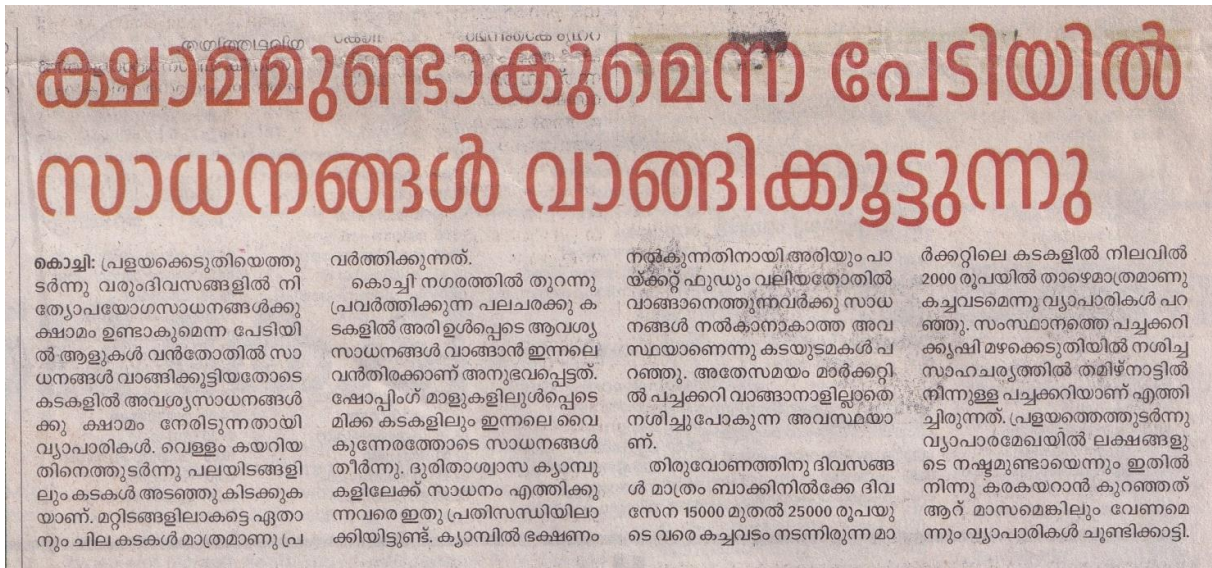 ക്ഷാമമുണ്ടാകുമെന്ന പേടിയിൽ
സാധനങ്ങൾ വാങ്ങിക്കൂട്ടുന്നു
കൊച്ചി: പ്രളയക്കെടുതിയെത്തു
ടർന്നു വരുംദിവസങ്ങളിൽ നി
ത്യോപയോഗസാധനങ്ങൾക്കു
ക്ഷാമം ഉണ്ടാകുമെന്ന പേടിയി
ൽ ആളുകൾ വൻതോതിൽ സാ
ധനങ്ങൾ വാങ്ങിക്കൂട്ടിയതോടെ
കടകളിൽ അവശ്യസാധനങ്ങൾ
ക്കു ക്ഷാമം നേരിടുന്നതായി
വ്യാപാരികൾ. വെള്ളം കയറിയ
തിനെത്തുടർന്നു പലയിടങ്ങളി
ലും കടകൾ അടഞ്ഞു കിടക്കുക
യാണ്. മറ്റിടങ്ങളിലാകട്ടെ ഏതാ
നും ചില കടകൾ മാത്രമാണു പ്ര
വർത്തിക്കുന്നത്.
കൊച്ചി നഗരത്തിൽ തുറന്നു
പ്രവർത്തിക്കുന്ന പലചരക്കു ക
ടകളിൽ അരി ഉൾപ്പെടെ ആവശ്യ
സാധനങ്ങൾ വാങ്ങാൻ ഇന്നലെ
വൻതിരക്കാണ് അനുഭവപ്പെട്ടത്.
ഷോപ്പിംഗ് മാളുകളിലുൾപ്പെടെ
മിക്ക കടകളിലും ഇന്നലെ വൈ
കുന്നേരത്തോടെ സാധനങ്ങൾ
തീർന്നു. ദുരിതാശ്വാസ ക്യാമ്പു
കളിലേക്ക് സാധനം എത്തിക്കു
ന്നവരെ ഇതു പ്രതിസന്ധിയിലാ
ക്കിയിട്ടുണ്ട്. ക്യാമ്പിൽ ഭക്ഷണം
നൽകുന്നതിനായി അരിയും പാ
യ്ക്കറ്റ് ഫുഡും വലിയതോതിൽ
വാങ്ങാനെത്തുന്നവർക്കു സാധ
നങ്ങൾ നൽകാനാകാത്ത അവ
സ്ഥയാണെന്നു കടയുടമകൾ പ
റഞ്ഞു. അതേസമയം മാർക്കറ്റി
ൽ പച്ചക്കറി വാങ്ങാനാളില്ലാതെ
നശിച്ചുപോകുന്ന അവസ്ഥയാ
ണ്.
തിരുവോണത്തിനു ദിവസങ്ങ
ൾ മാത്രം ബാക്കിനിൽക്കേ ദിവ
സേന 15000 മുതൽ 25000 രൂപയു
ടെ വരെ കച്ചവടം നടന്നിരുന്ന മാ
ർക്കറ്റിലെ കടകളിൽ നിലവിൽ
2000 രൂപയിൽ താഴെമാത്രമാണു
കച്ചവടമെന്നു വ്യാപാരികൾ പറ
ഞ്ഞു. സംസ്ഥാനത്തെ പച്ചക്കറി
ക്കൃഷി മഴക്കെടുതിയിൽ നശിച്ച
സാഹചര്യത്തിൽ തമിഴ്നാട്ടിൽ
നിന്നുള്ള പച്ചക്കറിയാണ് എത്തി
ച്ചിരുന്നത്. പ്രളയത്തെത്തുടർന്നു
വ്യാപാരമേഖയിൽ ലക്ഷങ്ങളു
ടെ നഷ്ടമുണ്ടായെന്നും ഇതിൽ
നിന്നു കരകയറാൻ കുറഞ്ഞത്
ആറ് മാസമെങ്കിലും വേണമെ
ന്നും വ്യാപാരികൾ ചൂണ്ടിക്കാട്ടി.